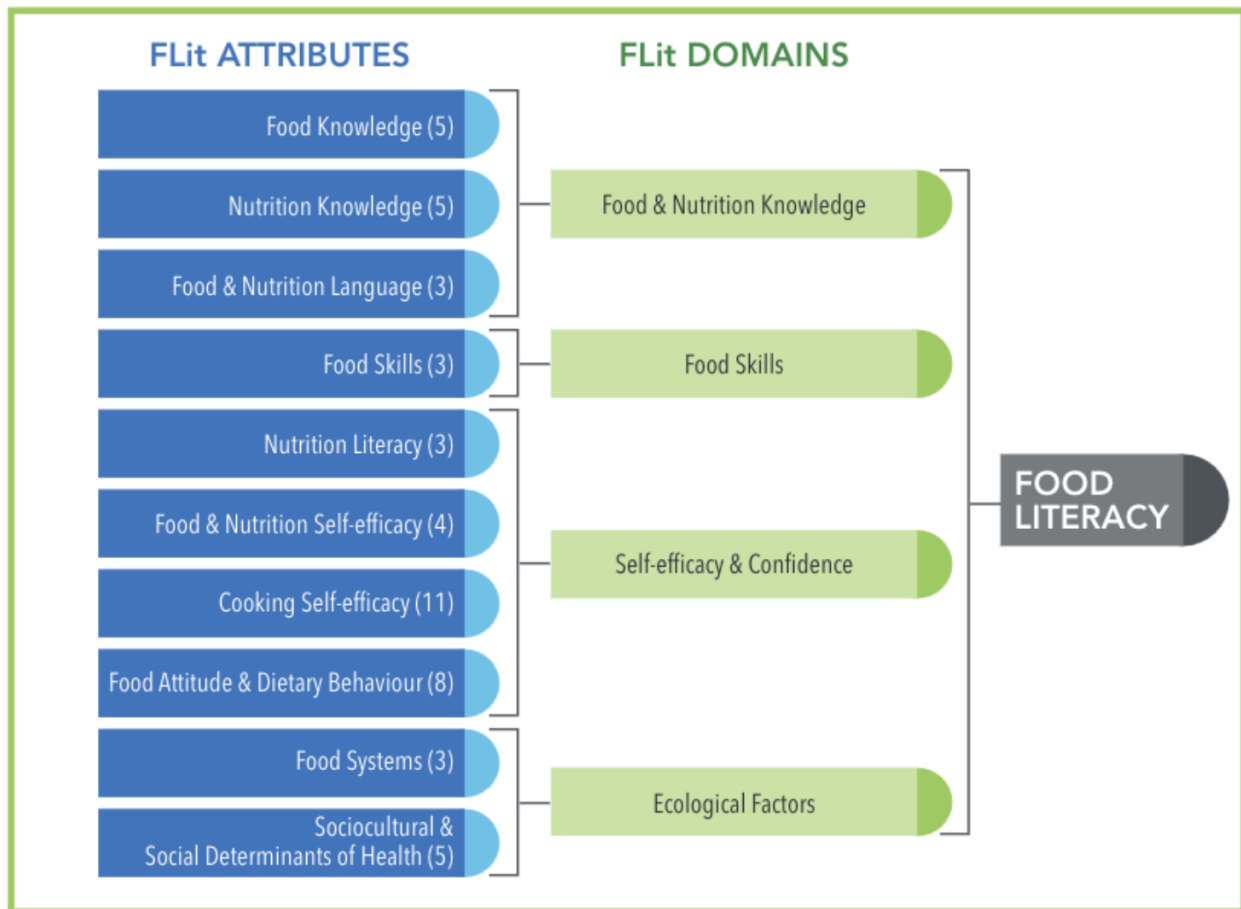 FLit ATTRIBUTES
FLit DOMAINS
Food Knowledge (5)
Nutrition Knowledge (5)
Food & Nutrition Language (3)
Food Skills (3)
Nutrition Literacy (3)
Food & Nutrition Self-efficacy (4)
Cooking Self-efficacy (11)
Food Attitude & Dietary Behaviour (8)
Food Systems (3)
Sociocultural &
Social Determinants of Health (5)
Food & Nutrition Knowledge
Food Skills
Self-efficacy & Confidence
Ecological Factors
FOOD
LITERACY